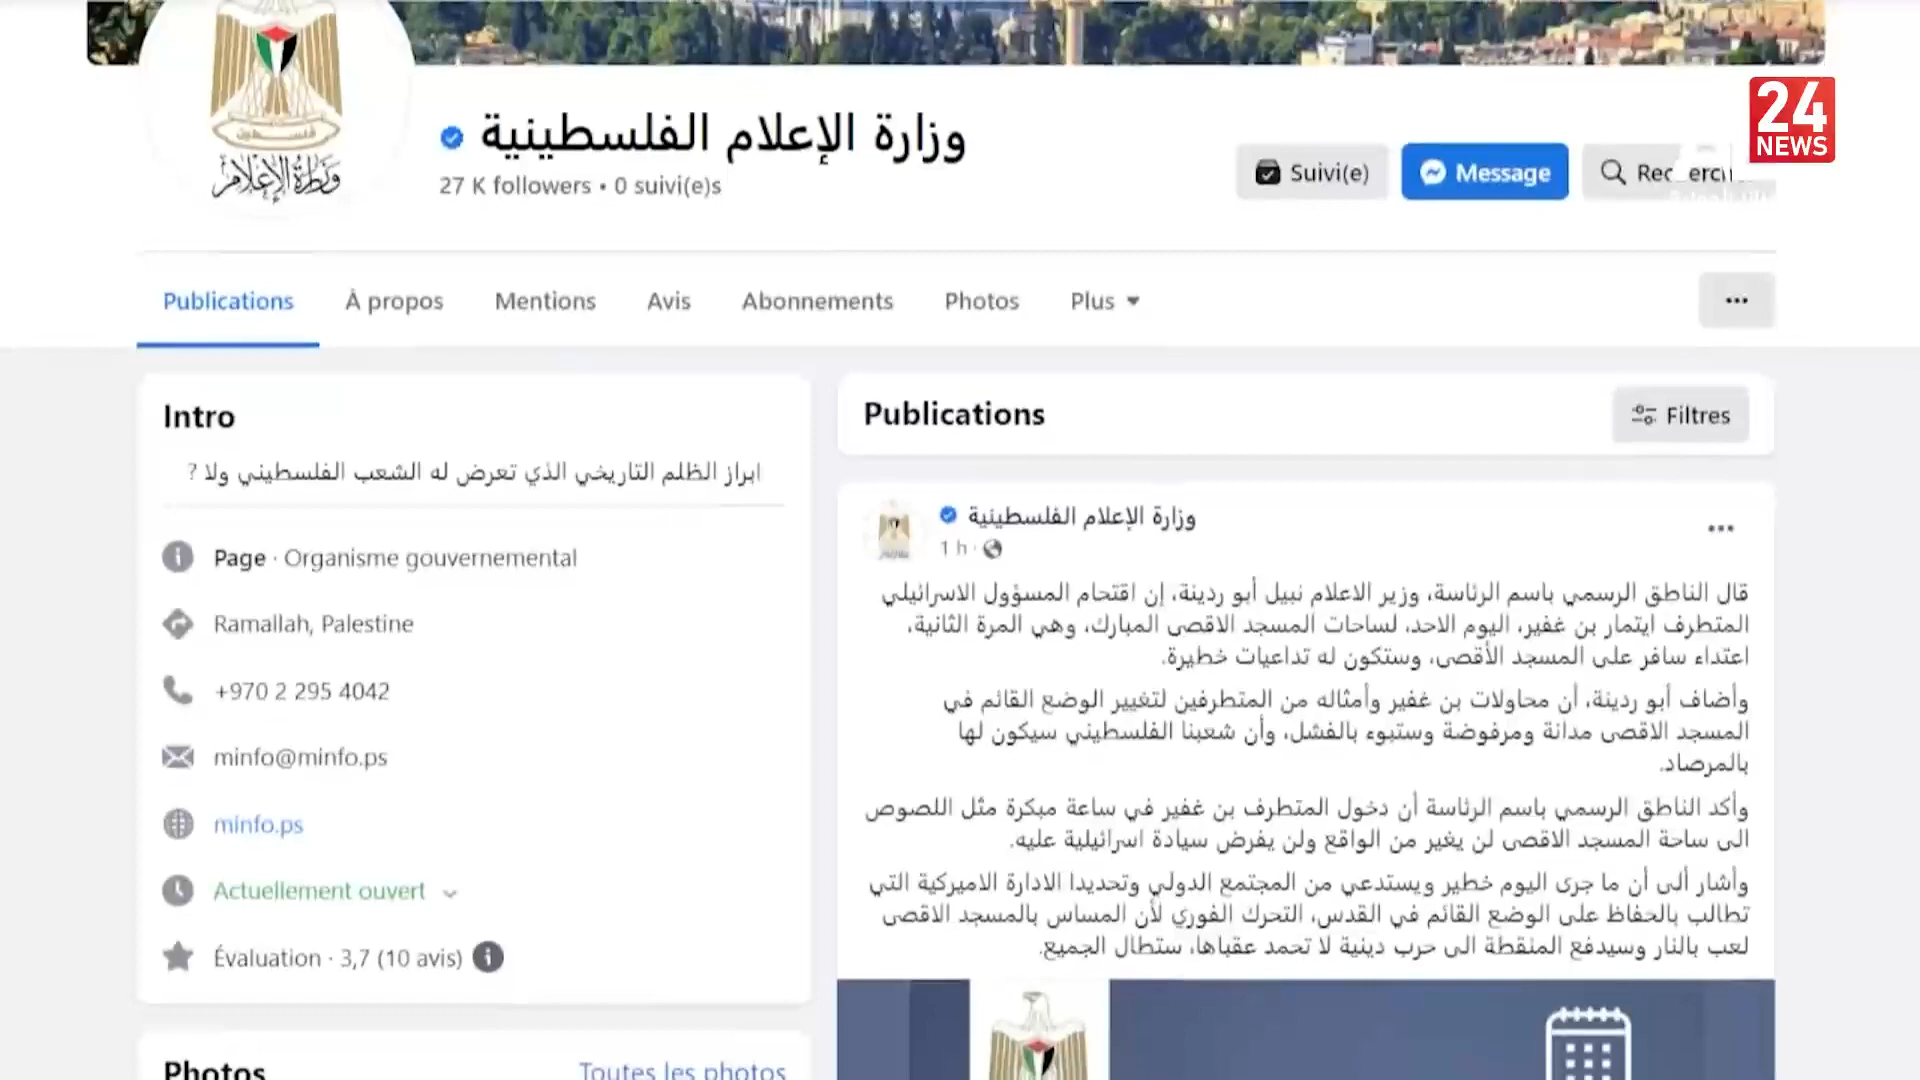 فلسطين
وزارة الإعلام
وزارة الإعلام الفلسطينية
27 K followers • 0 suivi(e)s
Suivi(e)
Message
24
NEWS
Publications
À propos
Mentions
Avis
Abonnements
Photos
Plus
Intro
ابراز الظلم التاريخي الذي تعرض له الشعب الفلسطيني ولا ?
Page · Organisme gouvernemental
Ramallah, Palestine
+970 2 295 4042
minfo@minfo.ps
minfo.ps
Actuellement ouvert
Évaluation · 3,7 (10 avis)
Photos
Toutes les photos
Publications
Filtres
وزارة الإعلام الفلسطينية
1 h ·
قال الناطق الرسمي باسم الرئاسة، وزير الاعلام نبيل أبو ردينة، إن اقتحام المسؤول الاسرائيلي
المتطرف ايتمار بن غفير، اليوم الاحد، لساحات المسجد الاقصى المبارك، وهي المرة الثانية،
اعتداء سافر على المسجد الأقصى، وستكون له تداعيات خطيرة.
وأضاف أبو ردينة، أن محاولات بن غفير وأمثاله من المتطرفين لتغيير الوضع القائم في
المسجد الاقصى مدانة ومرفوضة وستبوء بالفشل، وأن شعبنا الفلسطيني سيكون لها
بالمرصاد.
وأكد الناطق الرسمي باسم الرئاسة أن دخول المتطرف بن غفير في ساعة مبكرة مثل اللصوص
الى ساحة المسجد الاقصى لن يغير من الواقع ولن يفرض سيادة اسرائيلية عليه.
وأشار ألى أن ما جرى اليوم خطير ويستدعي من المجتمع الدولي وتحديدا الادارة الاميركية التي
تطالب بالحفاظ على الوضع القائم في القدس، التحرك الفوري لأن المساس بالمسجد الاقصى
لعب بالنار وسيدفع المنقطة الى حرب دينية لا تحمد عقباها، ستطال الجميع.